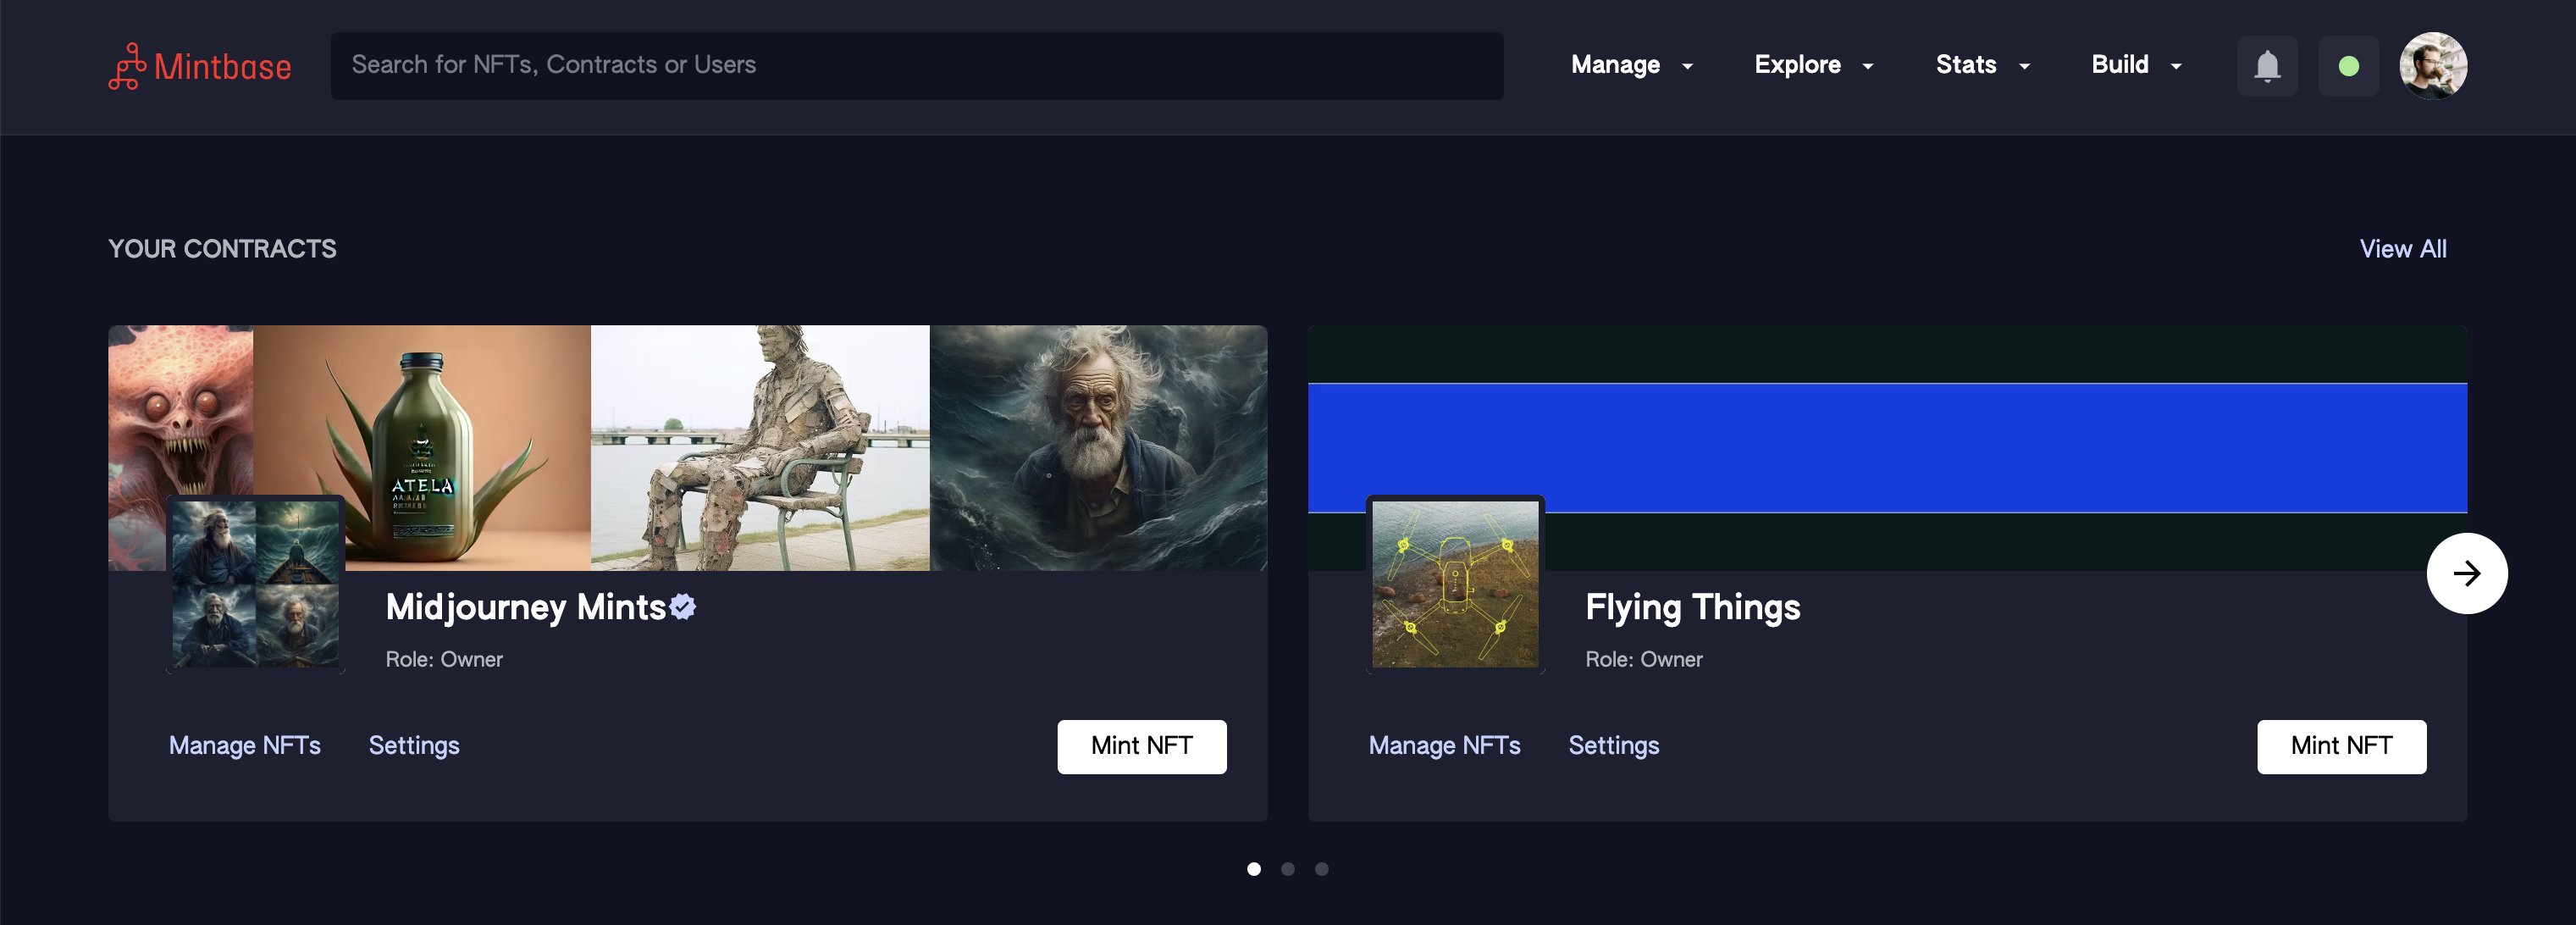 Mintbase
Search for NFTs, Contracts or Users
Manage
Explore
Stats
Build
YOUR CONTRACTS
View All
ATELA
Midjourney Mints
Role: Owner
Manage NFTs
Settings
Mint NFT
Flying Things
Role: Owner
Manage NFTs
Settings
Mint NFT